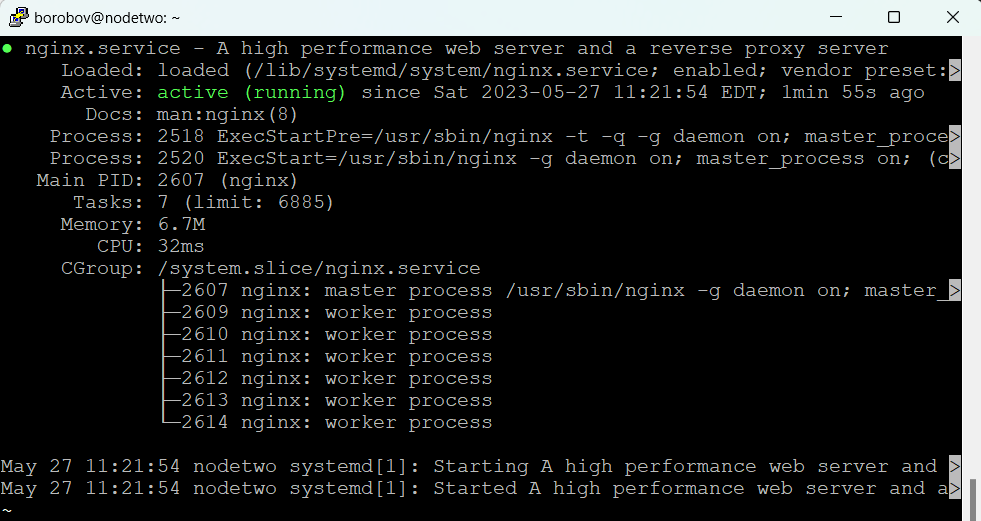 borobov@nodetwo: ~
● nginx.service - A high performance web server and a reverse proxy server
     Loaded: loaded (/lib/systemd/system/nginx.service; enabled; vendor preset:>
     Active: active (running) since Sat 2023-05-27 11:21:54 EDT; 1min 55s ago
       Docs: man:nginx(8)
    Process: 2518 ExecStartPre=/usr/sbin/nginx -t -q -g daemon on; master_proce>
    Process: 2520 ExecStart=/usr/sbin/nginx -g daemon on; master_process on; (c>
   Main PID: 2607 (nginx)
      Tasks: 7 (limit: 6885)
     Memory: 6.7M
        CPU: 32ms
     CGroup: /system.slice/nginx.service
             ├─2607 nginx: master process /usr/sbin/nginx -g daemon on; master_>
             ├─2609 nginx: worker process
             ├─2610 nginx: worker process
             ├─2611 nginx: worker process
             ├─2612 nginx: worker process
             ├─2613 nginx: worker process
             └─2614 nginx: worker process
May 27 11:21:54 nodetwo systemd[1]: Starting A high performance web server and >
May 27 11:21:54 nodetwo systemd[1]: Started A high performance web server and a>
~